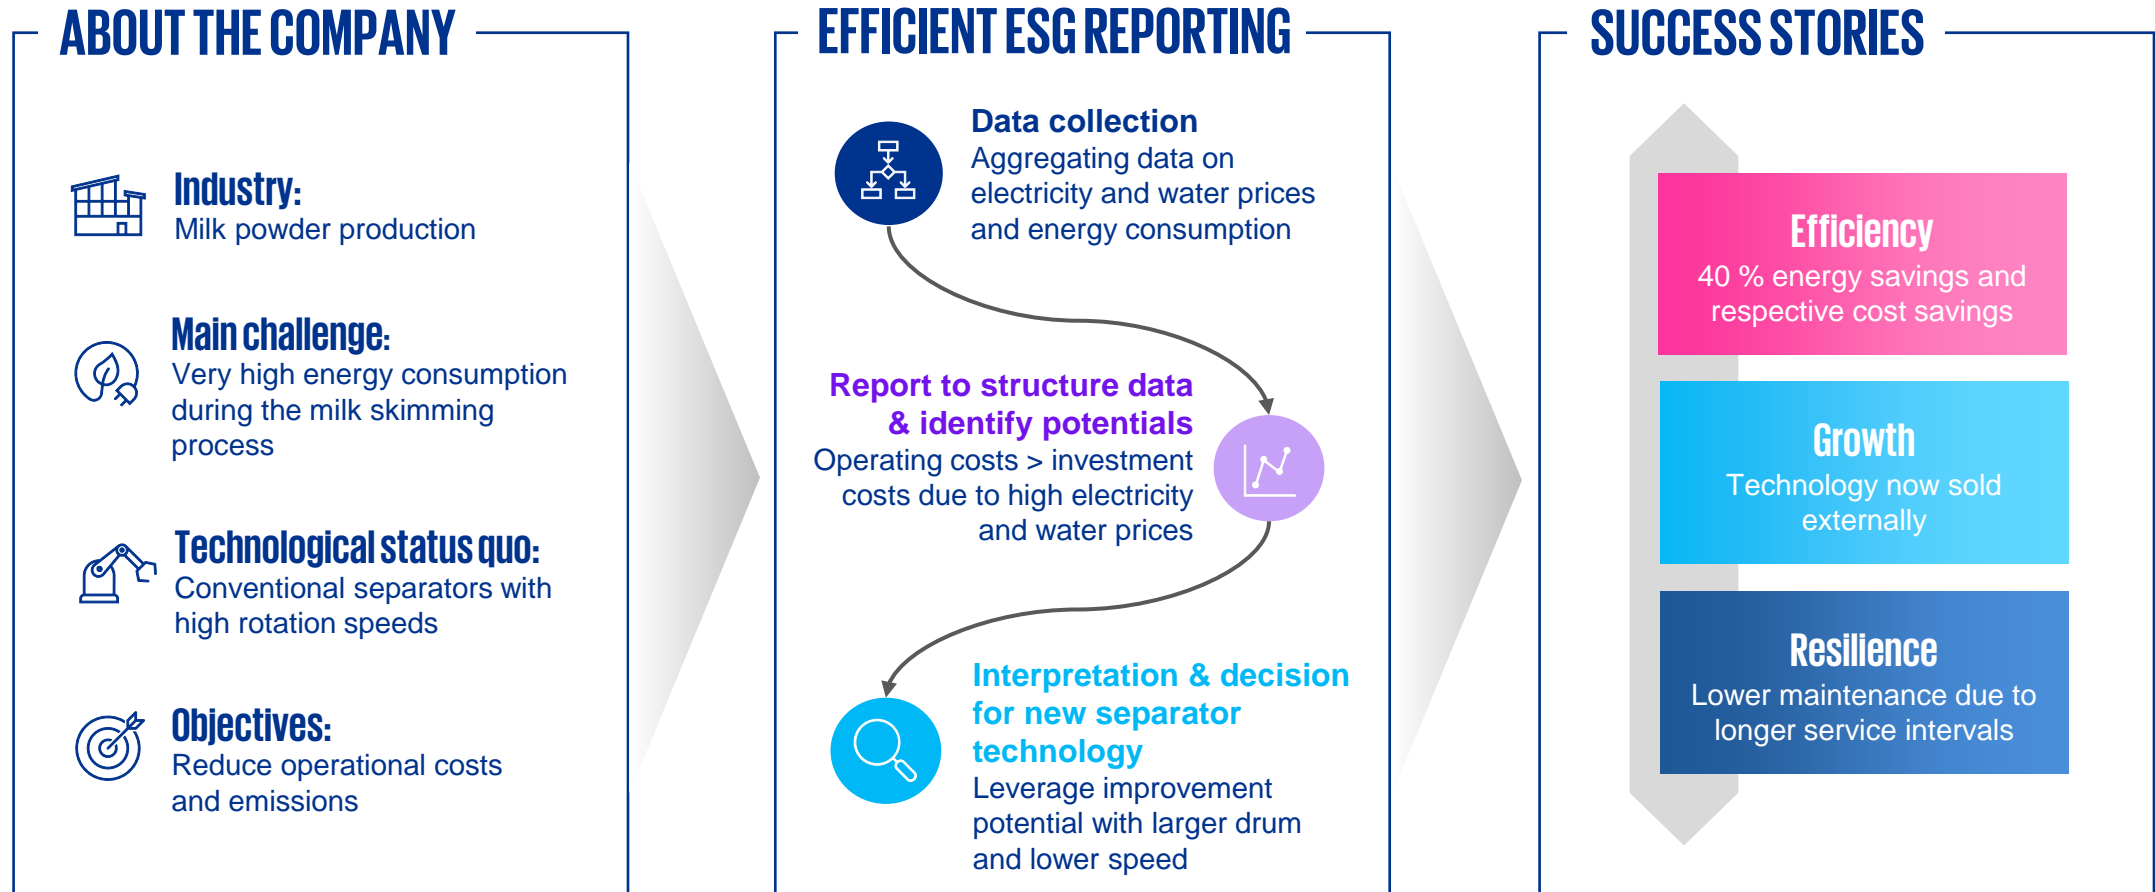 ABOUT THE COMPANY
Industry:
Milk powder production
Main challenge:
Very high energy consumption
during the milk skimming
process
Technological status quo:
Conventional separators with
high rotation speeds
Objectives:
Reduce operational costs
and emissions
EFFICIENT ESG REPORTING
Data collection
Aggregating data on
electricity and water prices
and energy consumption
Report to structure data
& identify potentials
Operating costs > investment
costs due to high electricity
and water prices
Interpretation & decision
for new separator
technology
Leverage improvement
potential with larger drum
and lower speed
SUCCESS STORIES
Efficiency
40 % energy savings and
respective cost savings
Growth
Technology now sold
externally
Resilience
Lower maintenance due to
longer service intervals